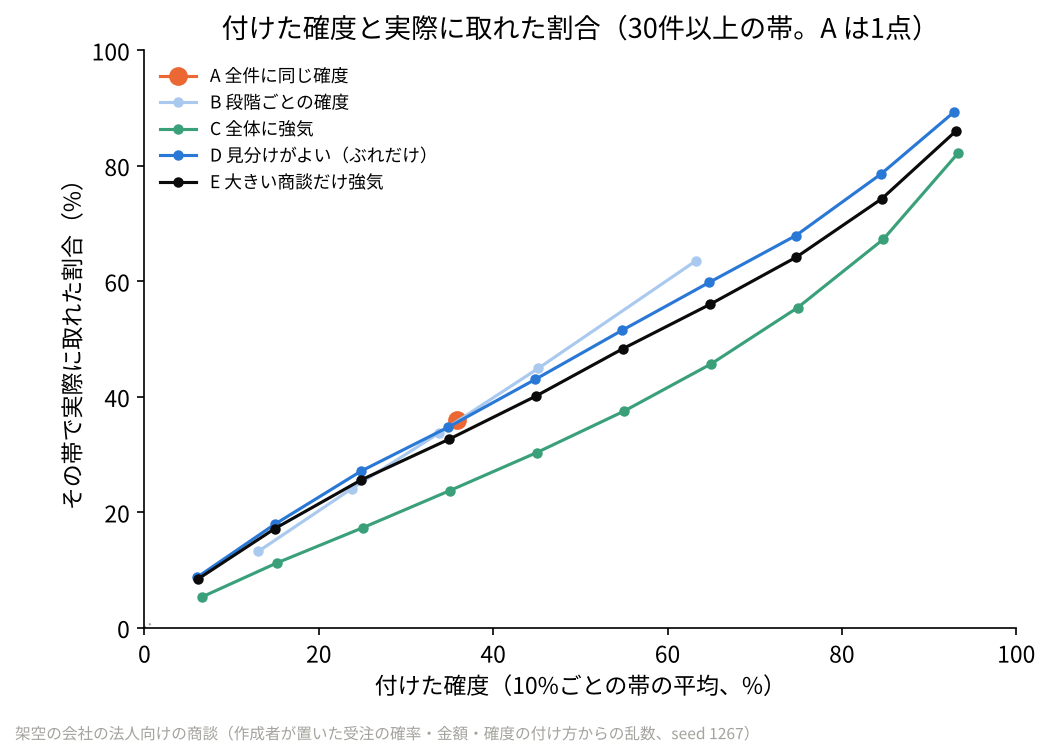 付けた確度と実際に取れた割合（30件以上の帯。A は1点）
100
80
60
40
20
0
その帯で実際に取れた割合（%）
A 全件に同じ確度
B 段階ごとの確度
C 全体に強気
D 見分けがよい（ぶれだけ）
E 大きい商談だけ強気
0 20 40 60 80 100
付けた確度（10%ごとの帯の平均、%）
架空の会社の法人向けの商談（作成者が置いた受注の確率・金額・確度の付け方からの乱数、seed 1267）